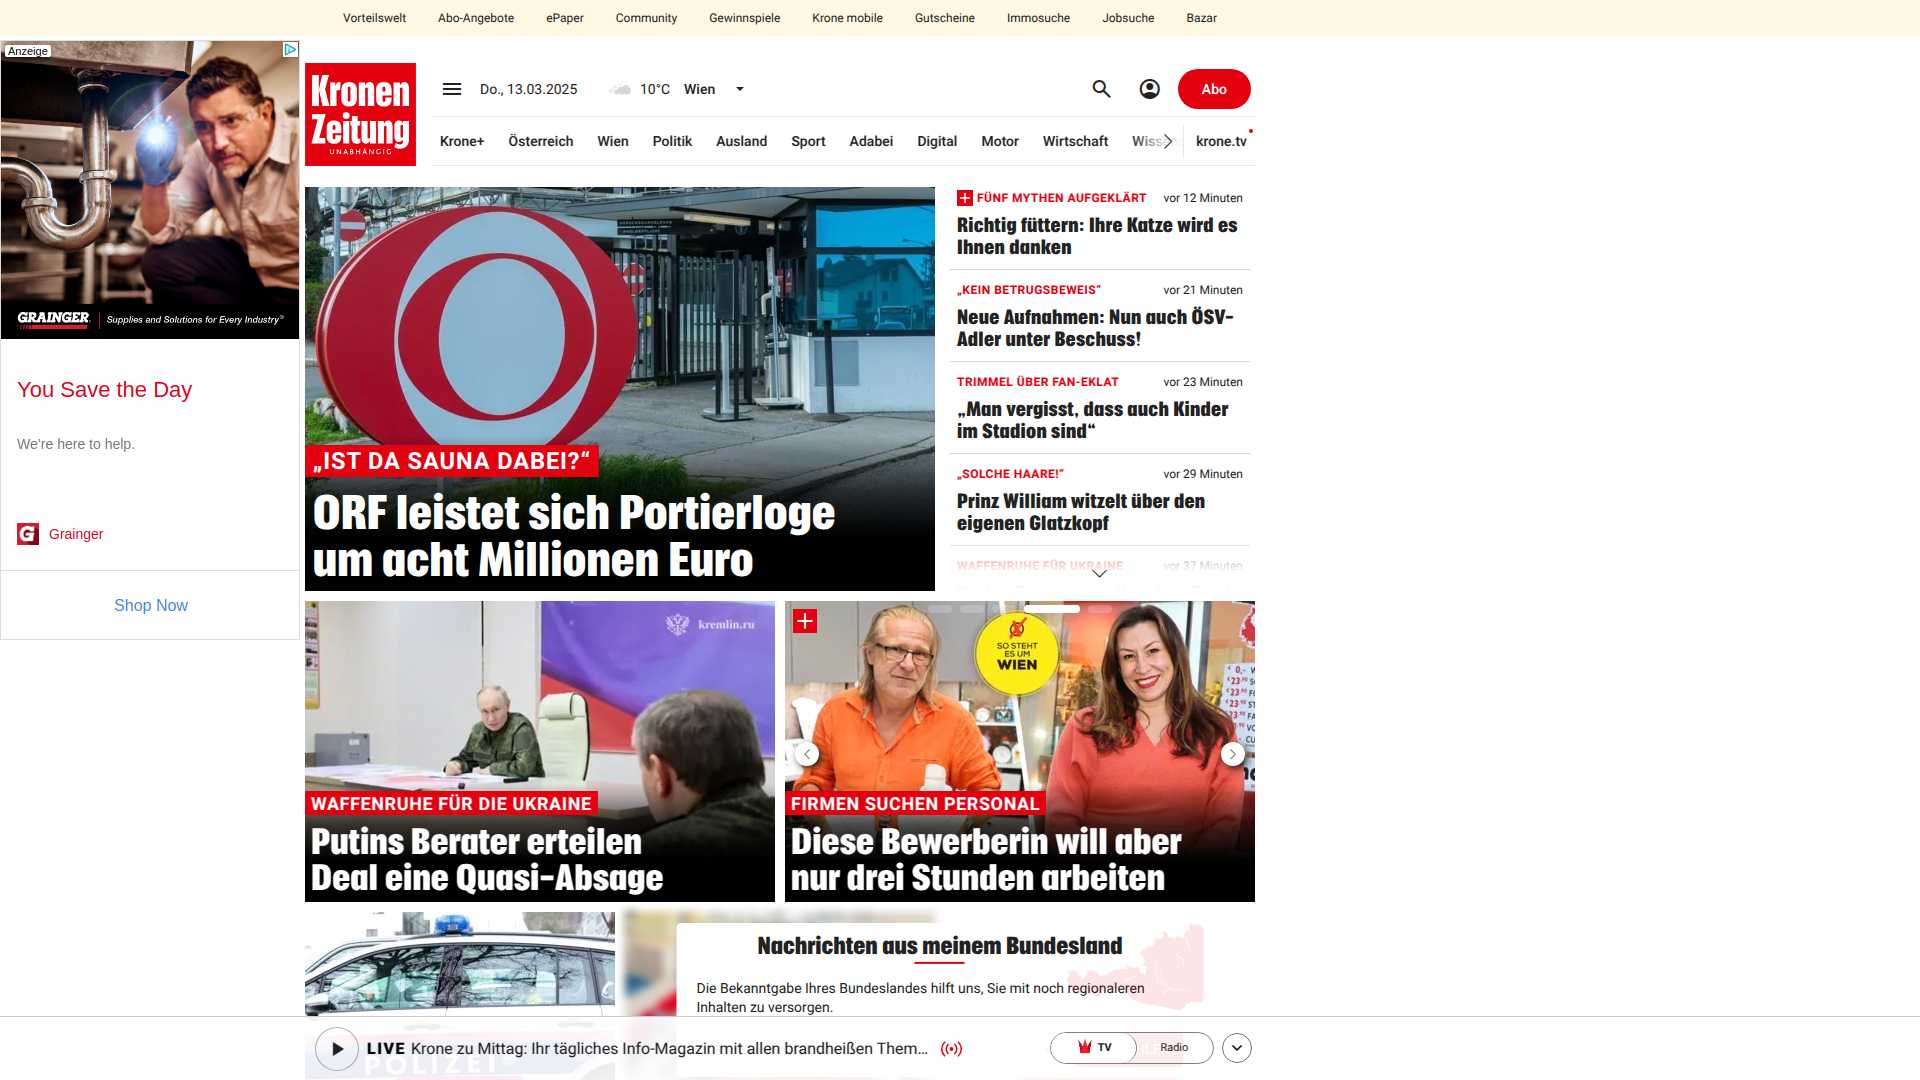 Vorteilswelt Abo-Angebote ePaper Community Gewinnspiele Krone mobile Gutscheine Immosuche Jobsuche Bazar
Anzeige
GRAINGER | Supplies and Solutions for Every Industry®
You Save the Day
We're here to help.
Grainger
Shop Now
Kronen
Zeitung
UNABHÄNGIG
Do., 13.03.2025 10°C Wien
Abo
Krone+ Österreich Wien Politik Ausland Sport Adabei Digital Motor Wirtschaft krone.tv
„IST DA SAUNA DABEI?“
ORF leistet sich Portierloge
um acht Millionen Euro
FÜNF MYTHEN AUFGEKLÄRT vor 12 Minuten
Richtig füttern: Ihre Katze wird es
Ihnen danken
„KEIN BETRUGSBEWEIS“ vor 21 Minuten
Neue Aufnahmen: Nun auch ÖSV-
Adler unter Beschuss!
TRIMMEL ÜBER FAN-EKLAT vor 23 Minuten
„Man vergisst, dass auch Kinder
im Stadion sind“
„SOLCHE HAARE!“ vor 29 Minuten
Prinz William witzelt über den
eigenen Glatzkopf
WAFFENRUHE FÜR UKRAINE vor 37 Minuten
kremlin.ru
WAFFENRUHE FÜR DIE UKRAINE
Putins Berater erteilen
Deal eine Quasi-Absage
SO STEHT
ES UM
WIEN
FIRMEN SUCHEN PERSONAL
Diese Bewerberin will aber
nur drei Stunden arbeiten
Nachrichten aus meinem Bundesland
Die Bekanntgabe Ihres Bundeslandes hilft uns, Sie mit noch regionaleren
Inhalten zu versorgen.
POLIZEI
LIVE Krone zu Mittag: Ihr tägliches Info-Magazin mit allen brandheißen Them...
TV
Radio